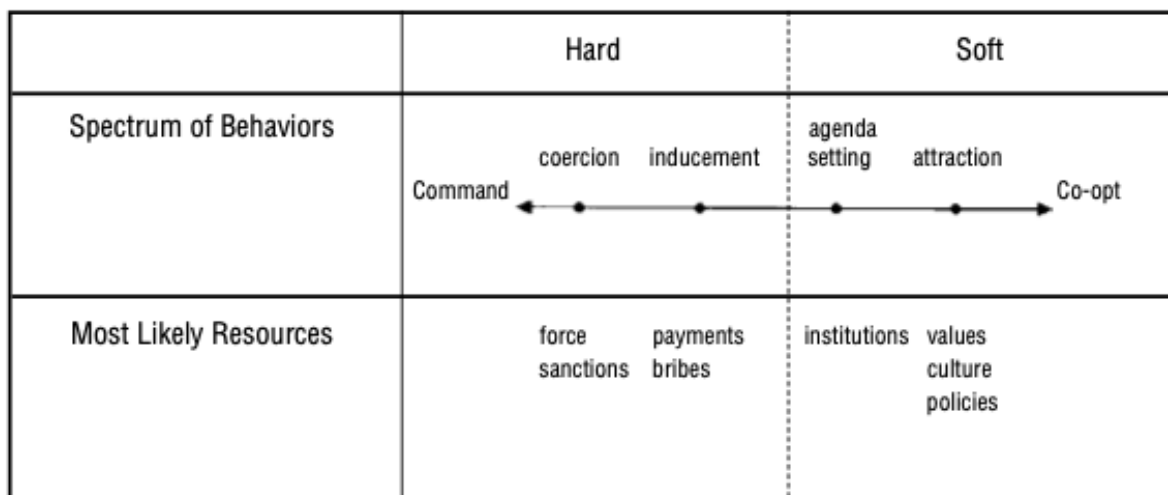 Hard Soft
Spectrum of Behaviors
agenda
coercion inducement setting attraction
Command Co-opt
Most Likely Resources
force payments institutions values
sanctions bribes culture
policies